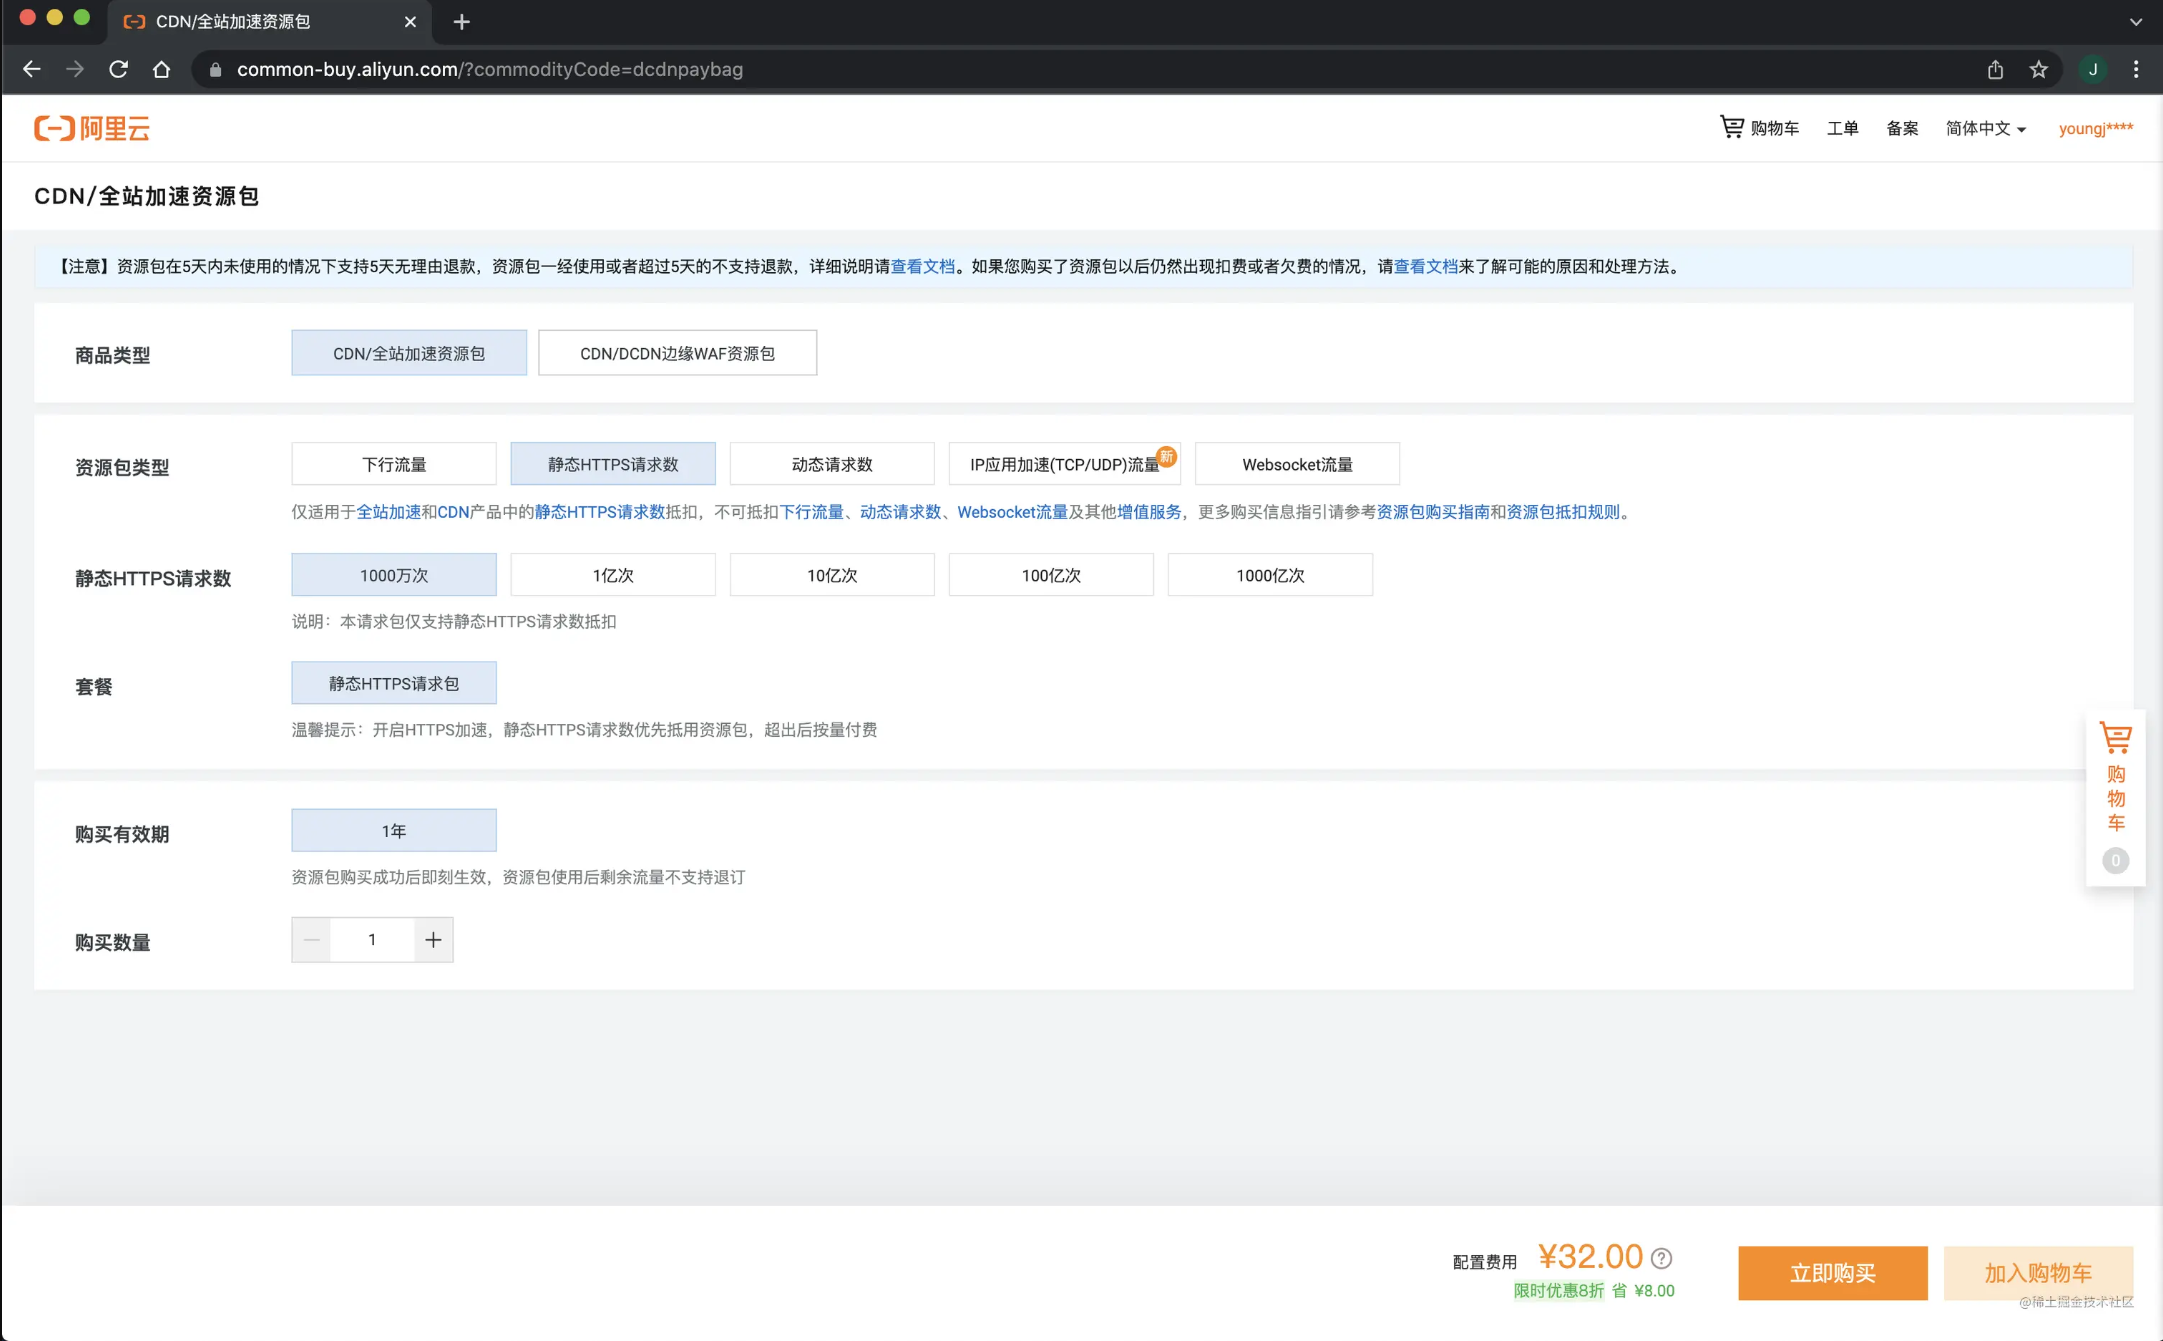 CDN/全站加速资源包
common-buy.aliyun.com/?commodityCode=dcdnpaybag
J
阿里云
购物车 工单 备案 简体中文 youngj****
CDN/全站加速资源包
【注意】资源包在5天内未使用的情况下支持5天无理由退款，资源包一经使用或者超过5天的不支持退款，详细说明请查看文档。如果您购买了资源包以后仍然出现扣费或者欠费的情况，请查看文档来了解可能的原因和处理方法。
商品类型 CDN/全站加速资源包 CDN/DCDN边缘WAF资源包
资源包类型 下行流量 静态HTTPS请求数 动态请求数 IP应用加速(TCP/UDP)流量 新 Websocket流量
仅适用于全站加速和CDN产品中的静态HTTPS请求数抵扣，不可抵扣下行流量、动态请求数、Websocket流量及其他增值服务，更多购买信息指引请参考资源包购买指南和资源包抵扣规则。
静态HTTPS请求数 1000万次 1亿次 10亿次 100亿次 1000亿次
说明：本请求包仅支持静态HTTPS请求数抵扣
套餐 静态HTTPS请求包
温馨提示：开启HTTPS加速，静态HTTPS请求数优先抵用资源包，超出后按量付费
购物车
0
购买有效期 1年
资源包购买成功后即刻生效，资源包使用后剩余流量不支持退订
购买数量 1
配置费用 ¥32.00
限时优惠8折 省 ¥8.00
立即购买 加入购物车
@稀土掘金技术社区